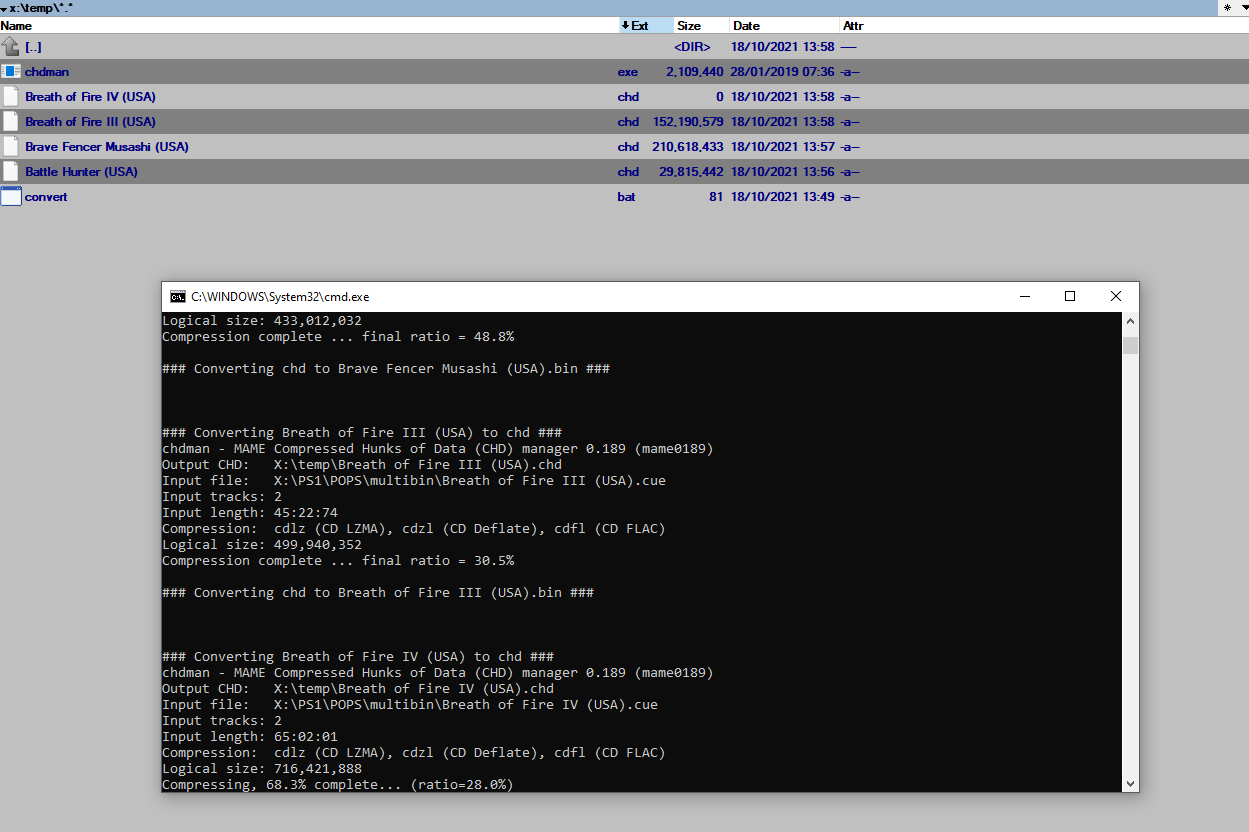 x:\temp\*.*
Name Ext Size Date Attr
[..] <DIR> 18/10/2021 13:58 ----
chdman exe 2,109,440 28/01/2019 07:36 -a--
Breath of Fire IV (USA) chd 0 18/10/2021 13:58 -a--
Breath of Fire III (USA) chd 152,190,579 18/10/2021 13:58 -a--
Brave Fencer Musashi (USA) chd 210,618,433 18/10/2021 13:57 -a--
Battle Hunter (USA) chd 29,815,442 18/10/2021 13:56 -a--
convert bat 81 18/10/2021 13:49 -a--
C:\WINDOWS\System32\cmd.exe
Logical size: 433,012,032
Compression complete ... final ratio = 48.8%
### Converting chd to Brave Fencer Musashi (USA).bin ###
### Converting Breath of Fire III (USA) to chd ###
chdman - MAME Compressed Hunks of Data (CHD) manager 0.189 (mame0189)
Output CHD:   X:\temp\Breath of Fire III (USA).chd
Input file:   X:\PS1\POPS\multibin\Breath of Fire III (USA).cue
Input tracks: 2
Input length: 45:22:74
Compression:  cdlz (CD LZMA), cdzl (CD Deflate), cdfl (CD FLAC)
Logical size: 499,940,352
Compression complete ... final ratio = 30.5%
### Converting chd to Breath of Fire III (USA).bin ###
### Converting Breath of Fire IV (USA) to chd ###
chdman - MAME Compressed Hunks of Data (CHD) manager 0.189 (mame0189)
Output CHD:   X:\temp\Breath of Fire IV (USA).chd
Input file:   X:\PS1\POPS\multibin\Breath of Fire IV (USA).cue
Input tracks: 2
Input length: 65:02:01
Compression:  cdlz (CD LZMA), cdzl (CD Deflate), cdfl (CD FLAC)
Logical size: 716,421,888
Compressing, 68.3% complete... (ratio=28.0%)